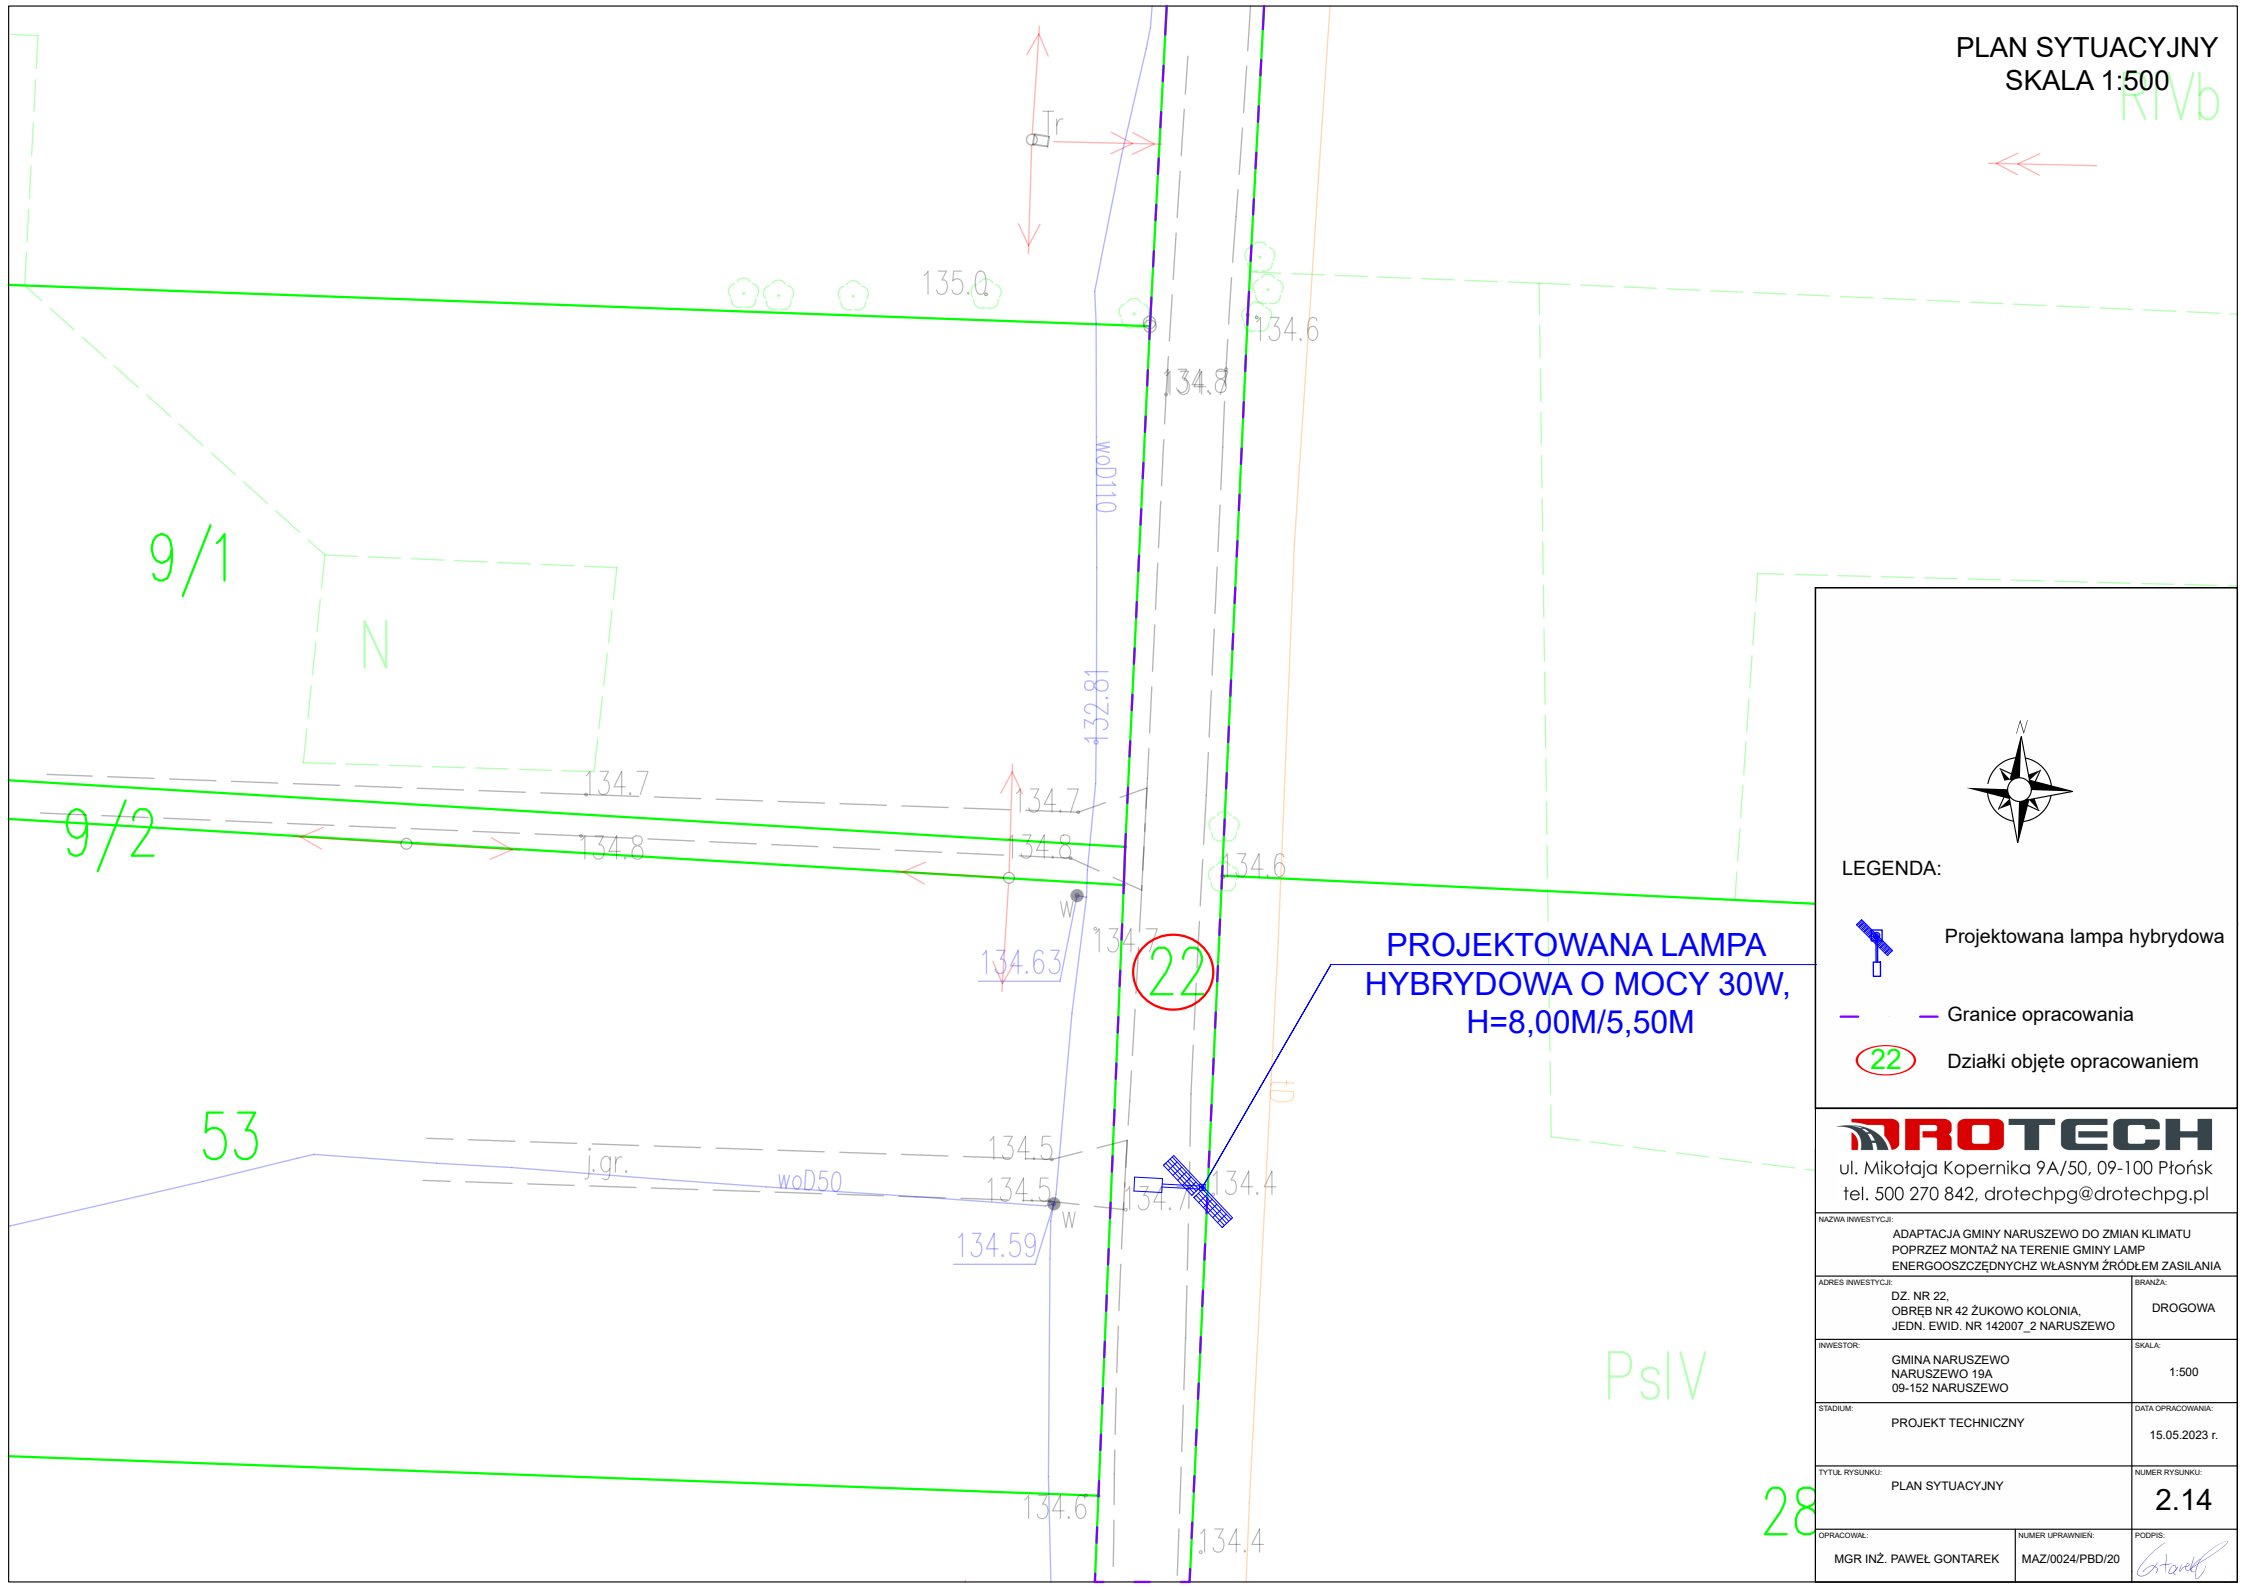 PLAN SYTUACYJNY
SKALA 1:500
RIVb
Tr
135.0
134.6
134.8
woD110
9/1
N
132.81
134.7
134.7
9/2
134.8
134.8
134.6
W
134.7
134.63
22
PROJEKTOWANA LAMPA
HYBRYDOWA O MOCY 30W,
H=8,00M/5,50M
tD
53
134.5
j.gr.
woD50
134.5
134.7
134.4
W
134.59
PsIV
28
134.6
134.4
N
LEGENDA:
Projektowana lampa hybrydowa
Granice opracowania
22 Działki objęte opracowaniem
DROTECH
ul. Mikołaja Kopernika 9A/50, 09-100 Płońsk
tel. 500 270 842, drotechpg@drotechpg.pl
NAZWA INWESTYCJI:
ADAPTACJA GMINY NARUSZEWO DO ZMIAN KLIMATU
POPRZEZ MONTAŻ NA TERENIE GMINY LAMP
ENERGOOSZCZĘDNYCHZ WŁASNYM ŹRÓDŁEM ZASILANIA
ADRES INWESTYCJI:
DZ. NR 22,
OBRĘB NR 42 ŻUKOWO KOLONIA,
JEDN. EWID. NR 142007_2 NARUSZEWO
BRANŻA:
DROGOWA
INWESTOR:
GMINA NARUSZEWO
NARUSZEWO 19A
09-152 NARUSZEWO
SKALA:
1:500
STADIUM:
PROJEKT TECHNICZNY
DATA OPRACOWANIA:
15.05.2023 r.
TYTUŁ RYSUNKU:
PLAN SYTUACYJNY
NUMER RYSUNKU:
2.14
OPRACOWAŁ:
MGR INŻ. PAWEŁ GONTAREK
NUMER UPRAWNIEŃ:
MAZ/0024/PBD/20
PODPIS:
Gontarek